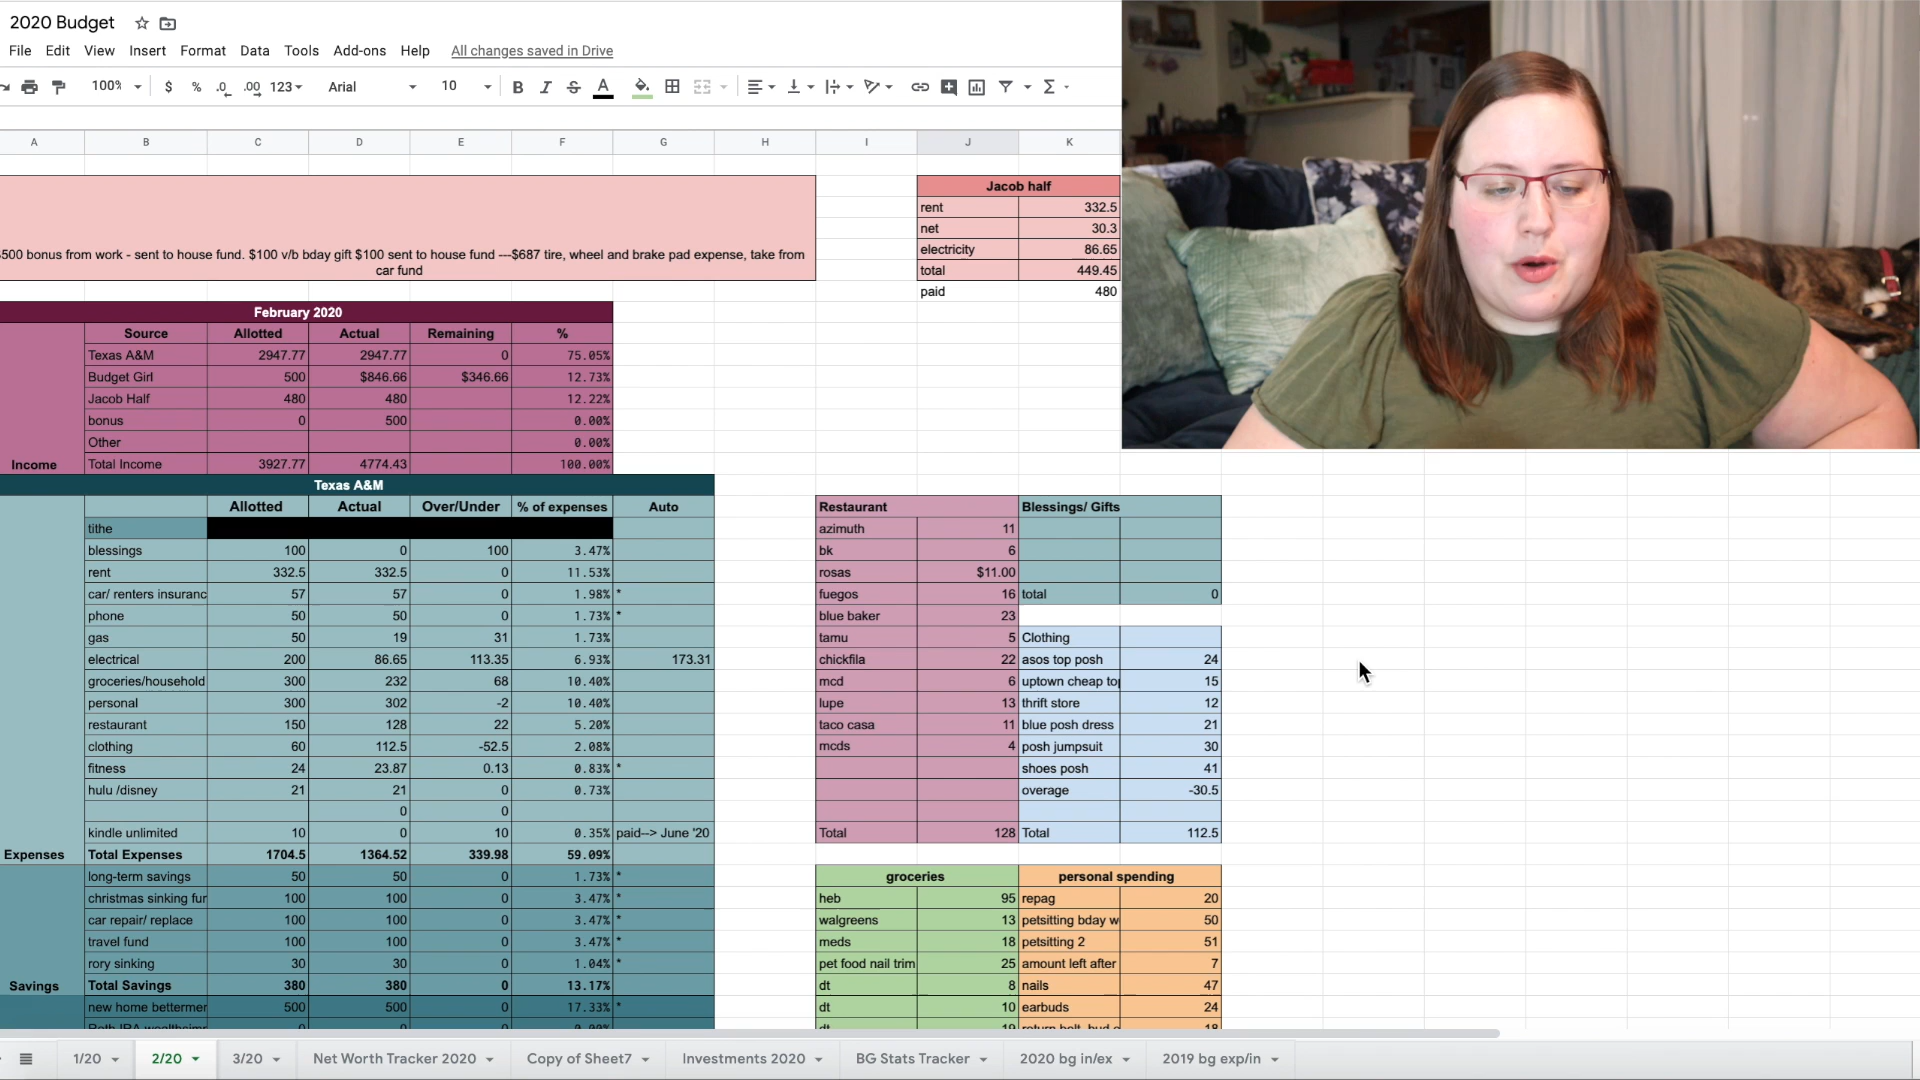 2020 Budget
File Edit View Insert Format Data Tools Add-ons Help All changes saved in Drive
100% $ % .0 .00 123 Arial 10 B I S A
A B C D E F G H I J K
500 bonus from work - sent to house fund. $100 v/b bday gift $100 sent to house fund ---$687 tire, wheel and brake pad expense, take from
car fund
Jacob half
rent 332.5
net 30.3
electricity 86.65
total 449.45
paid 480
February 2020
Source Allotted Actual Remaining %
Texas A&M 2947.77 2947.77 0 75.05%
Budget Girl 500 $846.66 $346.66 12.73%
Jacob Half 480 480 12.22%
bonus 0 500 0.00%
Other 0.00%
Income Total Income 3927.77 4774.43 100.00%
Texas A&M
Allotted Actual Over/Under % of expenses Auto
tithe
blessings 100 0 100 3.47%
rent 332.5 332.5 0 11.53%
car/ renters insuranc 57 57 0 1.98% *
phone 50 50 0 1.73% *
gas 50 19 31 1.73%
electrical 200 86.65 113.35 6.93% 173.31
groceries/household 300 232 68 10.40%
personal 300 302 -2 10.40%
restaurant 150 128 22 5.20%
clothing 60 112.5 -52.5 2.08%
fitness 24 23.87 0.13 0.83% *
hulu /disney 21 21 0 0.73%
0 0
kindle unlimited 10 0 10 0.35% paid--> June '20
Expenses Total Expenses 1704.5 1364.52 339.98 59.09%
long-term savings 50 50 0 1.73% *
christmas sinking fur 100 100 0 3.47% *
car repair/ replace 100 100 0 3.47% *
travel fund 100 100 0 3.47% *
rory sinking 30 30 0 1.04% *
Savings Total Savings 380 380 0 13.17%
new home bettermer 500 500 0 17.33% *
Restaurant Blessings/ Gifts
azimuth 11
bk 6
rosas $11.00
fuegos 16 total 0
blue baker 23
tamu 5 Clothing
chickfila 22 asos top posh 24
mcd 6 uptown cheap to 15
lupe 13 thrift store 12
taco casa 11 blue posh dress 21
mcds 4 posh jumpsuit 30
shoes posh 41
overage -30.5
Total 128 Total 112.5
groceries personal spending
heb 95 repag 20
walgreens 13 petsitting bday w 50
meds 18 petsitting 2 51
pet food nail trim 25 amount left after 7
dt 8 nails 47
dt 10 earbuds 24
1/20 2/20 3/20 Net Worth Tracker 2020 Copy of Sheet7 Investments 2020 BG Stats Tracker 2020 bg in/ex 2019 bg exp/in